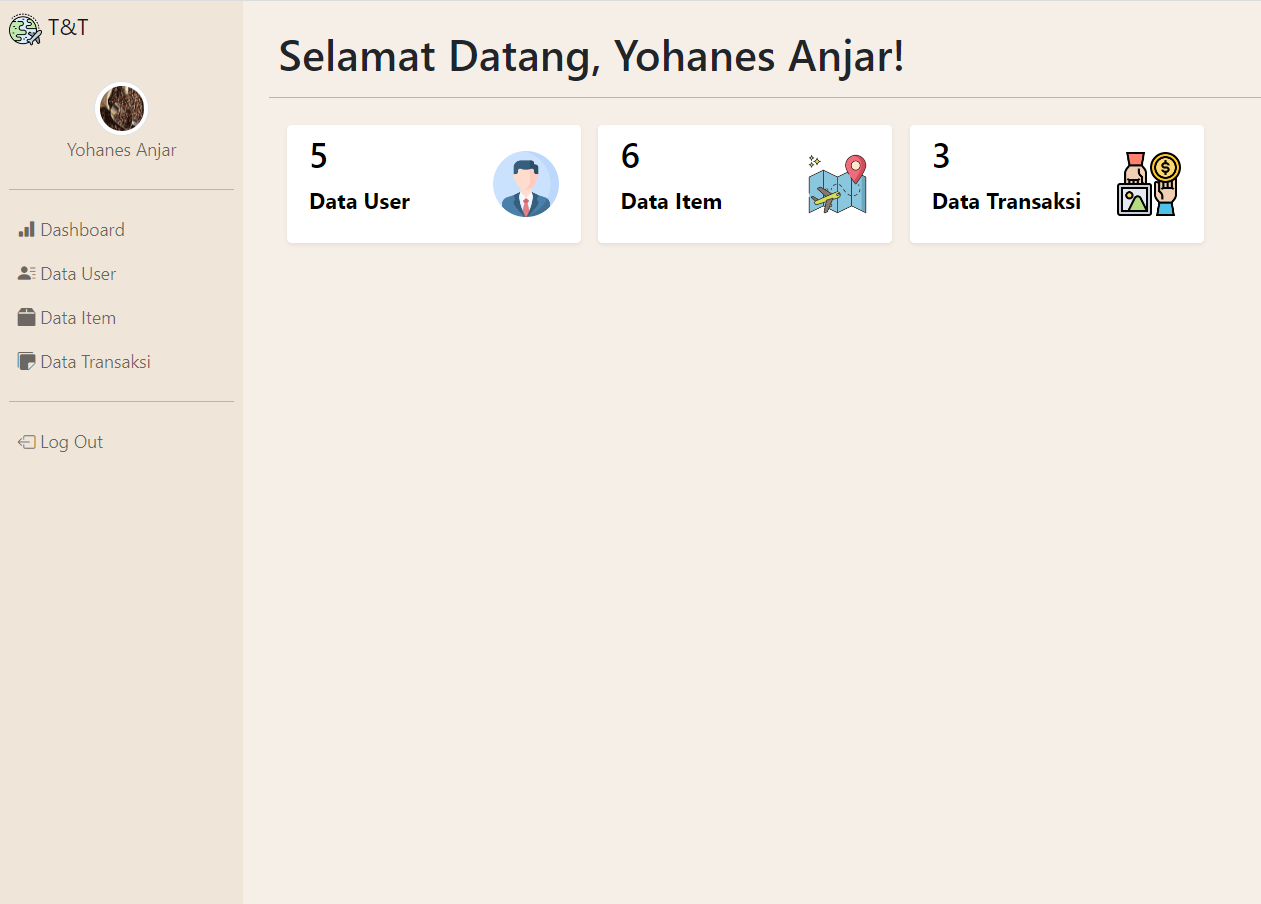 T&T
Yohanes Anjar
Dashboard
Data User
Data Item
Data Transaksi
Log Out
Selamat Datang, Yohanes Anjar!
5
Data User
6
Data Item
3
Data Transaksi